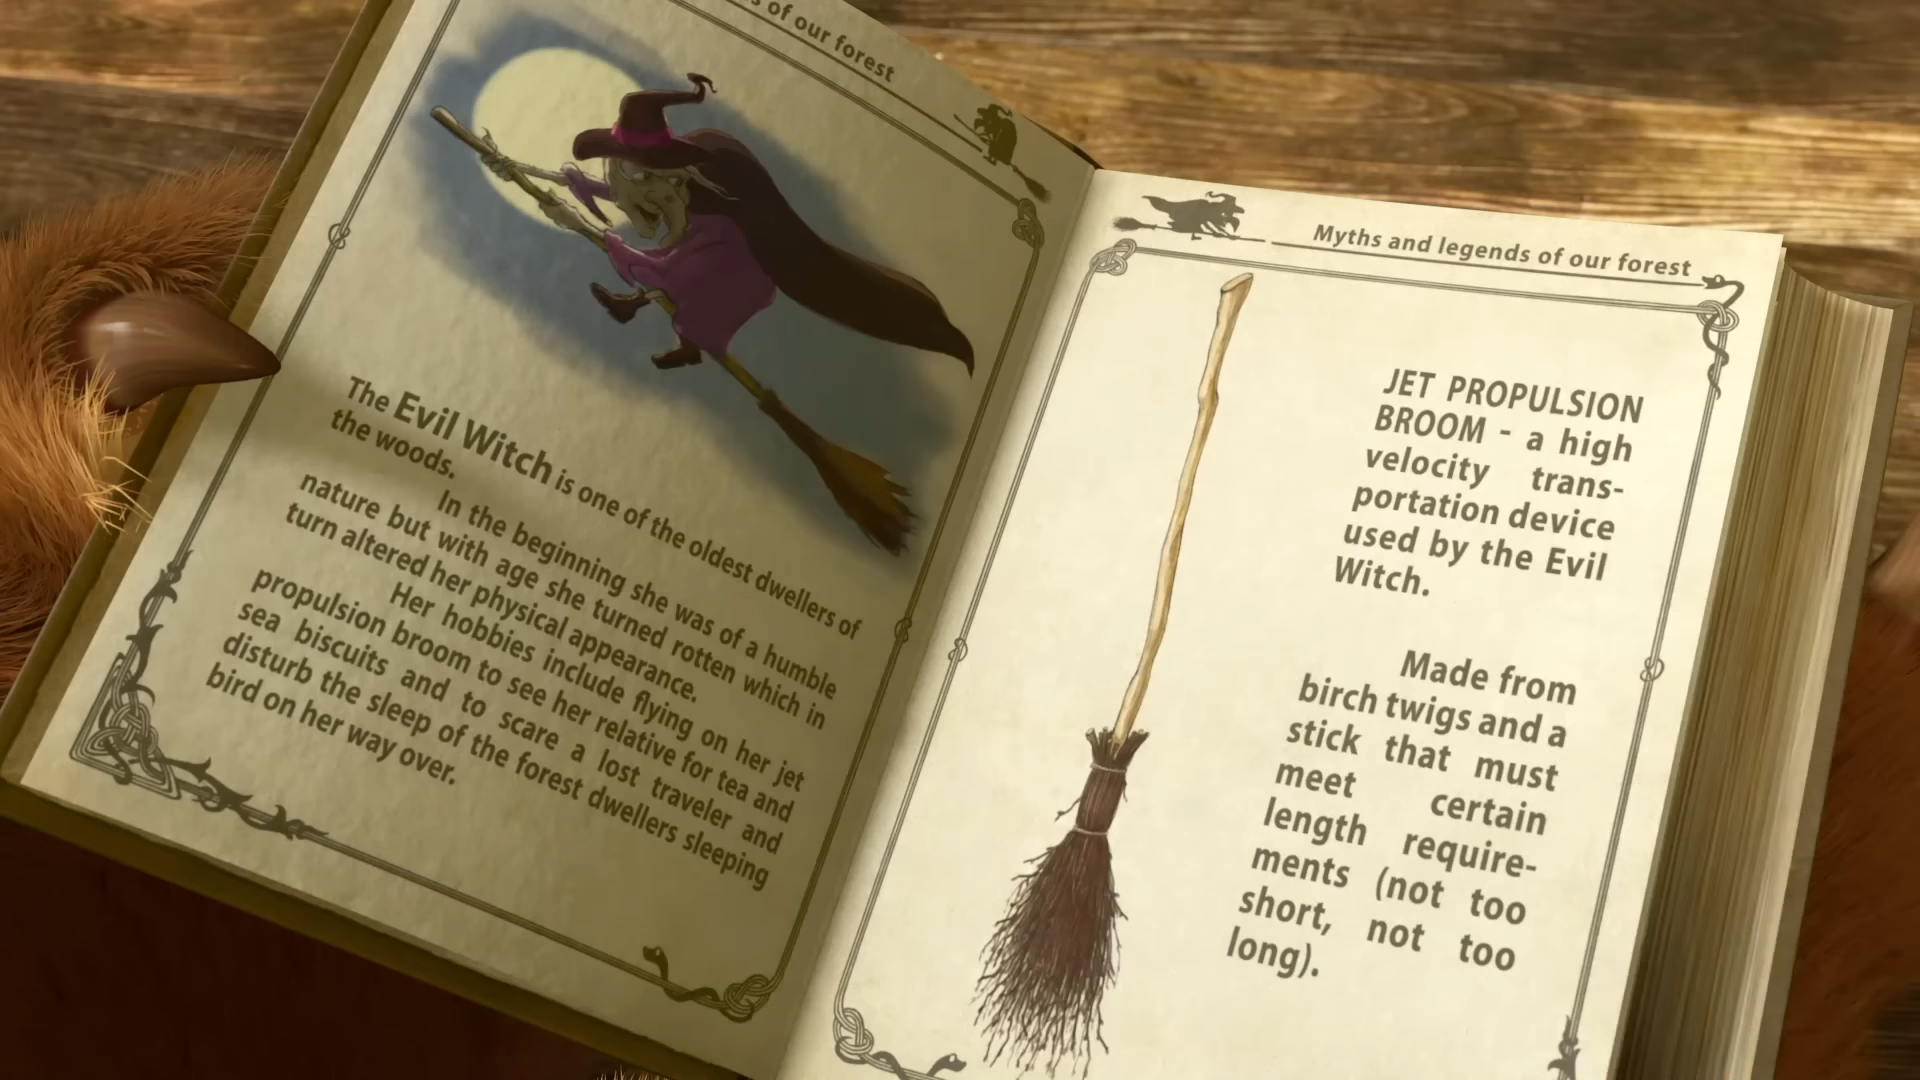 s of our forest
The Evil Witch is one of the oldest dwellers of
the woods.
In the beginning she was of a humble
nature but with age she turned rotten which in
turn altered her physical appearance.
Her hobbies include flying on her jet
propulsion broom to see her relative for tea and
sea biscuits and to scare a lost traveler and
disturb the sleep of the forest dwellers sleeping
bird on her way over.
Myths and legends of our forest
JET PROPULSION
BROOM - a high
velocity trans-
portation device
used by the Evil
Witch.
Made from
birch twigs and a
stick that must
meet certain
length require-
ments (not too
short, not too
long).